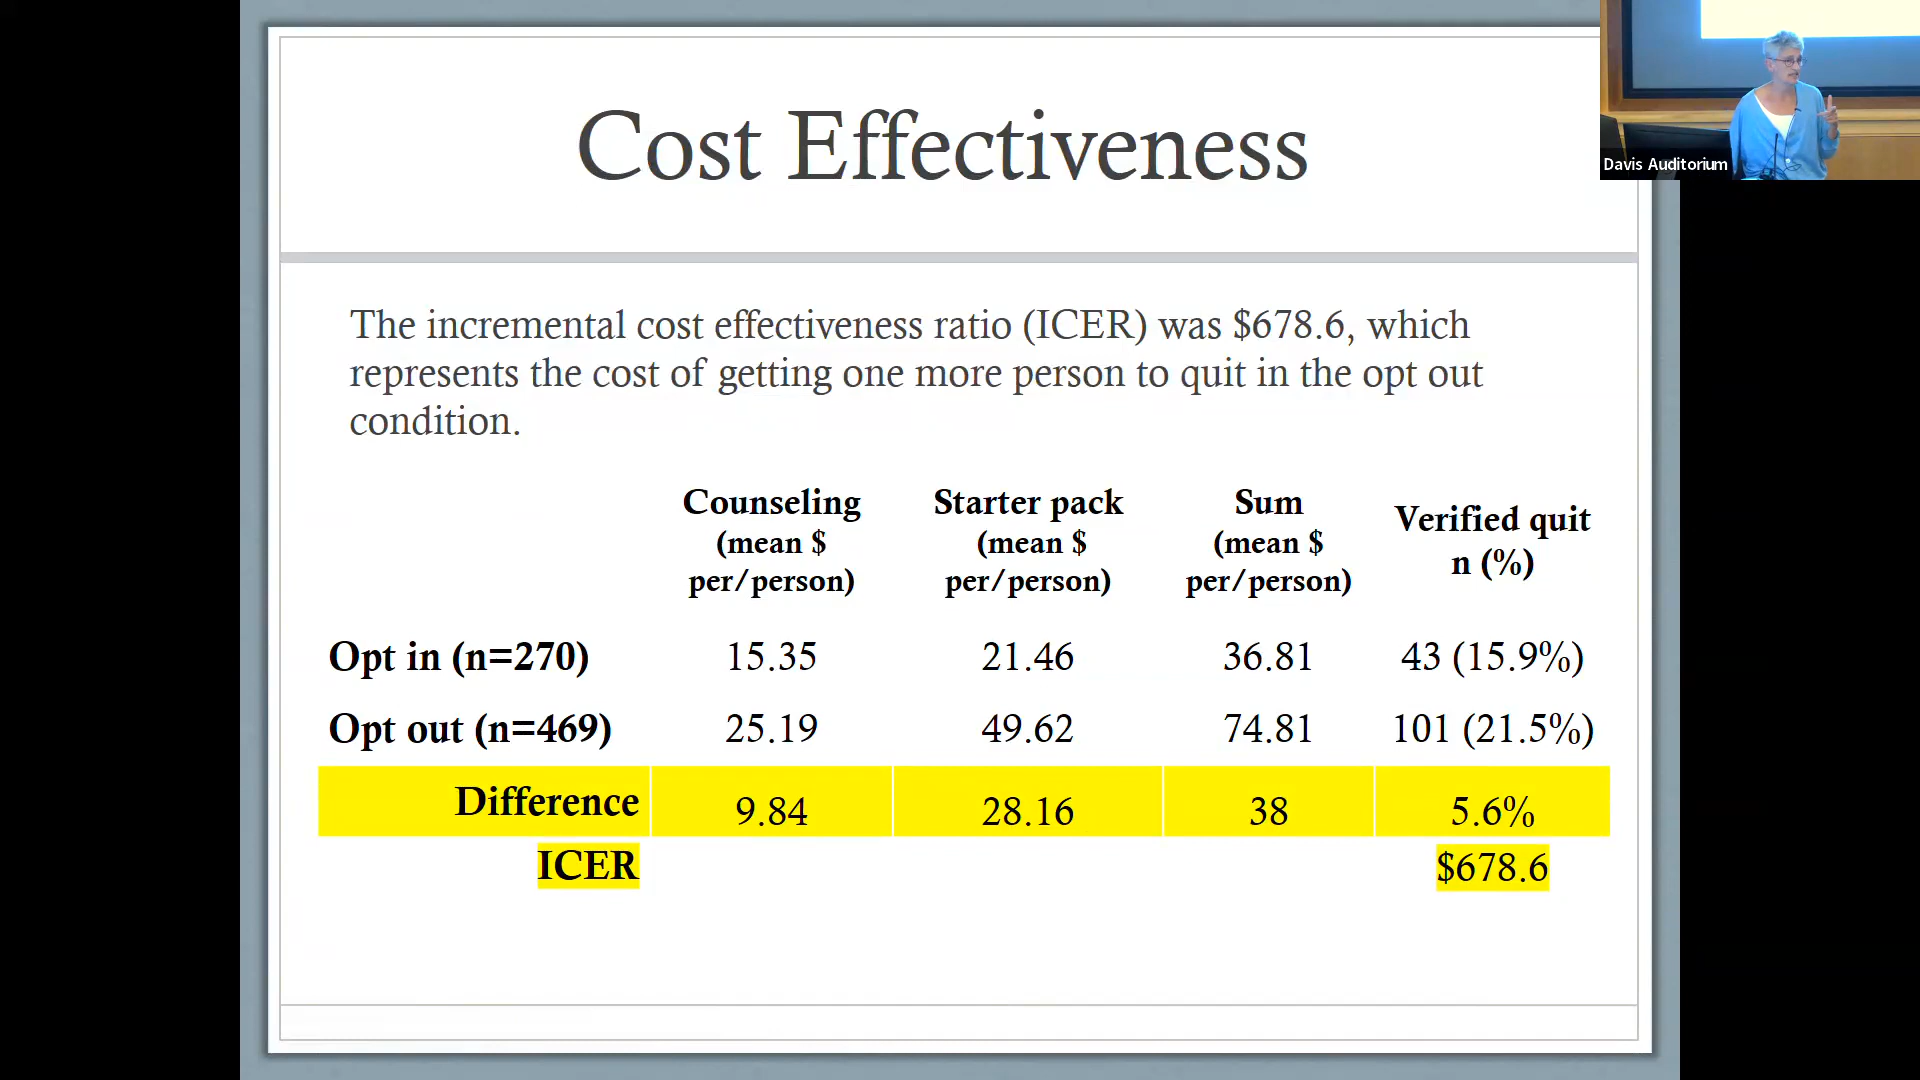 Cost Effectiveness
Davis Auditorium
The incremental cost effectiveness ratio (ICER) was $678.6, which
represents the cost of getting one more person to quit in the opt out
condition.
Counseling (mean $ per/person) Starter pack (mean $ per/person) Sum (mean $ per/person) Verified quit n (%)
Opt in (n=270) 15.35 21.46 36.81 43 (15.9%)
Opt out (n=469) 25.19 49.62 74.81 101 (21.5%)
Difference 9.84 28.16 38 5.6%
ICER $678.6